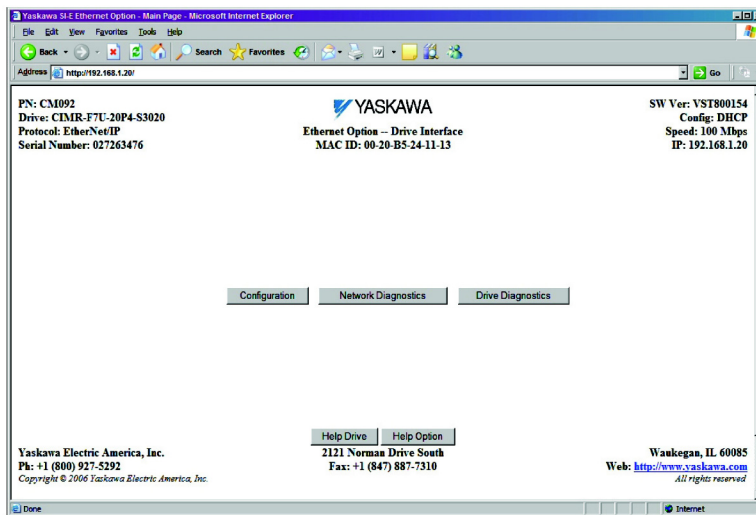 Yaskawa SI-E Ethernet Option - Main Page - Microsoft Internet Explorer
File Edit View Favorites Tools Help
Back Search Favorites
Address http://192.168.1.20/ Go
PN: CM092
Drive: CIMR-F7U-20P4-S3020
Protocol: EtherNet/IP
Serial Number: 027263476
YASKAWA
Ethernet Option -- Drive Interface
MAC ID: 00-20-B5-24-11-13
SW Ver: VST800154
Config: DHCP
Speed: 100 Mbps
IP: 192.168.1.20
Configuration Network Diagnostics Drive Diagnostics
Help Drive Help Option
Yaskawa Electric America, Inc. 2121 Norman Drive South Waukegan, IL 60085
Ph: +1 (800) 927-5292 Fax: +1 (847) 887-7310 Web: http://www.yaskawa.com
Copyright © 2006 Yaskawa Electric America, Inc. All rights reserved
Done Internet